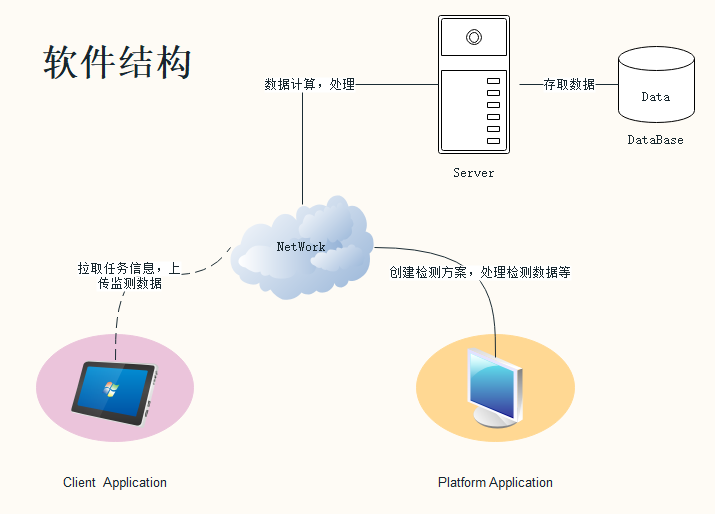 软件结构
数据计算，处理
存取数据
Data
DataBase
Server
NetWork
拉取任务信息，上
传监测数据
创建检测方案，处理检测数据等
Client  Application
Platform Application